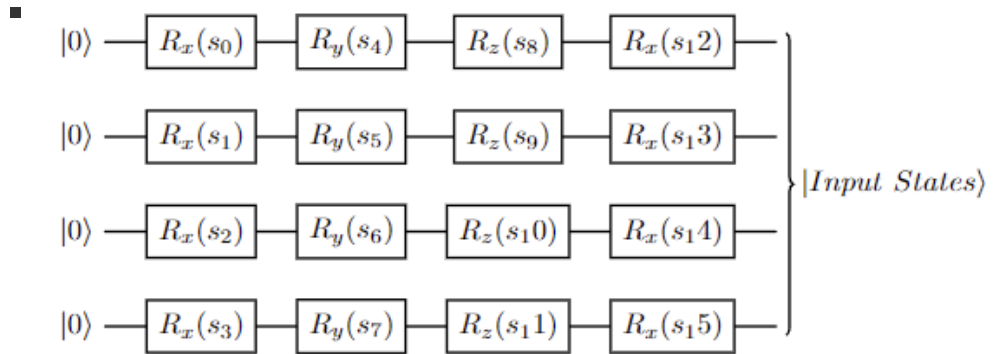 |0⟩ R_x(s_0) R_y(s_4) R_z(s_8) R_x(s_12)
|0⟩ R_x(s_1) R_y(s_5) R_z(s_9) R_x(s_13)
|Input States⟩
|0⟩ R_x(s_2) R_y(s_6) R_z(s_10) R_x(s_14)
|0⟩ R_x(s_3) R_y(s_7) R_z(s_11) R_x(s_15)